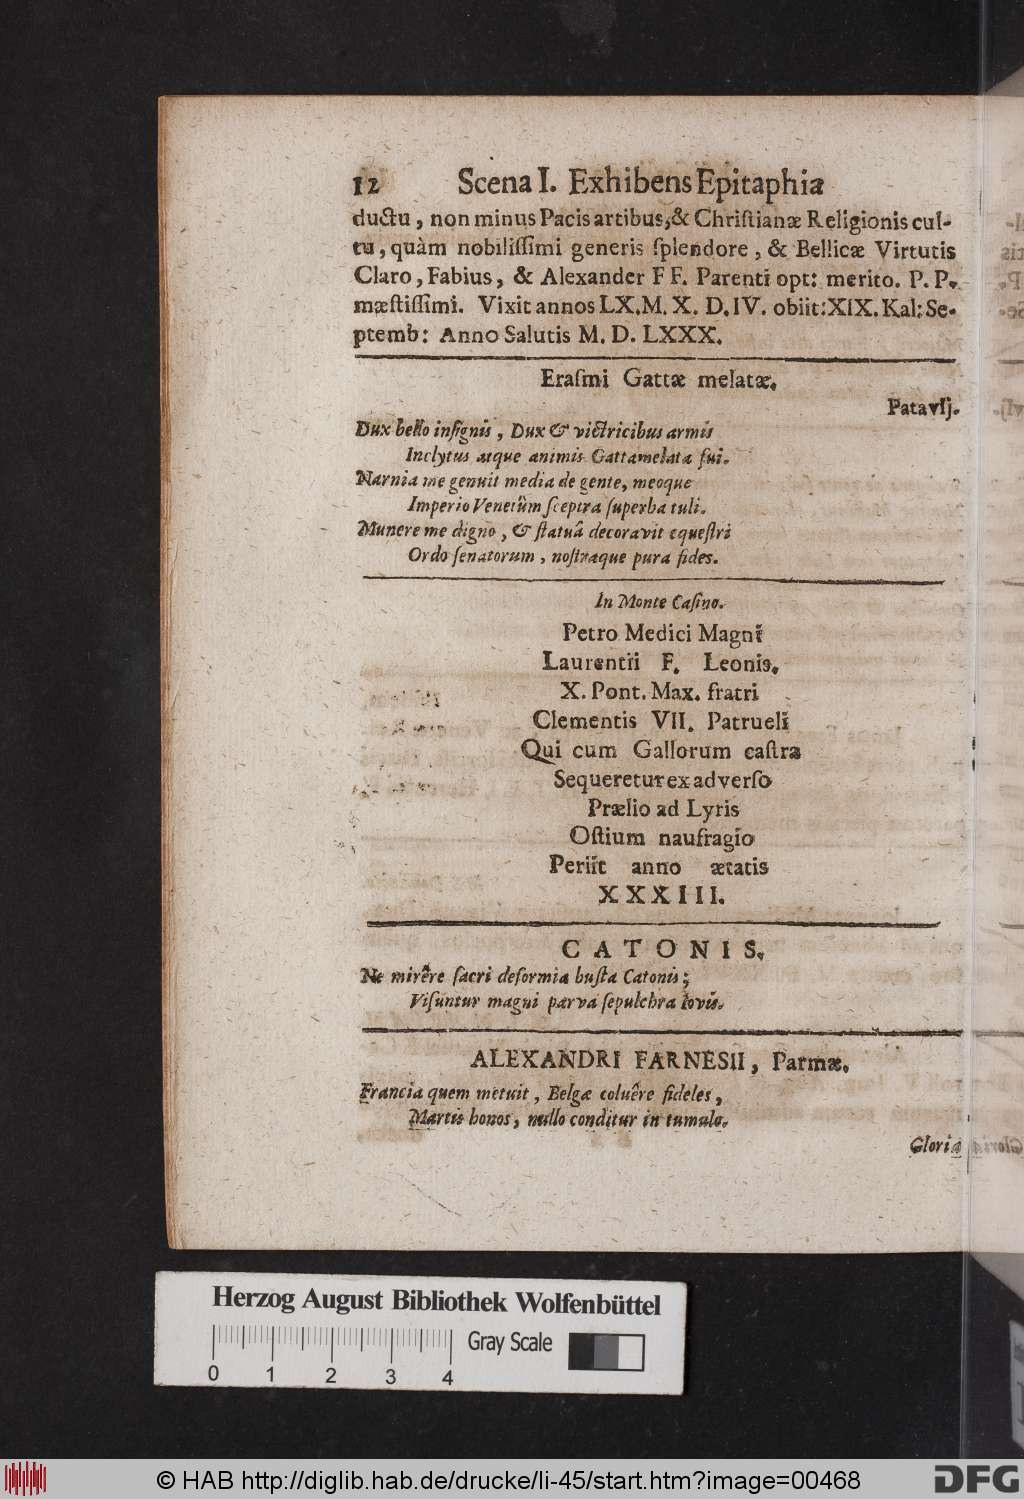 12 Scena I. Exhibens Epitaphia
ductu, non minus Pacis artibus, & Chriſtianæ Religionis cul-
tu, quàm nobiliſſimi generis ſplendore, & Bellicæ Virtutis
Claro, Fabius, & Alexander F F. Parenti opt: merito. P. P.
mæſtiſſimi. Vixit annos LX. M. X. D. IV. obiit: XIX. Kal: Se-
ptemb: Anno Salutis M. D. LXXX.
Eraſmi Gattæ melatæ.
Patavij.
Dux bello inſignis, Dux & victricibus armis
Inclytus atque animis Gattamelata fui.
Narnia me genuit media de gente, meoque
Imperio Venetûm ſceptra ſuperba tuli.
Munere me digno, & ſtatuâ decoravit equeſtri
Ordo ſenatorum, noſtraque pura fides.
In Monte Caſino.
Petro Medici Magni
Laurentii F. Leonis.
X. Pont. Max. fratri
Clementis VII. Patrueli
Qui cum Gallorum caſtra
Sequeretur ex adverſo
Prælio ad Lyris
Oſtium naufragio
Periit anno ætatis
XXXIII.
CATONIS.
Ne mirêre ſacri deformia buſta Catonis;
Viſuntur magni parva ſepulchra Iovis.
ALEXANDRI FARNESII, Parmæ.
Francia quem metuit, Belgæ coluêre fideles,
Martis honos, nullo conditur in tumulo.
Gloria
Herzog August Bibliothek Wolfenbüttel
Gray Scale
0 1 2 3 4
© HAB http://diglib.hab.de/drucke/li-45/start.htm?image=00468
DFG